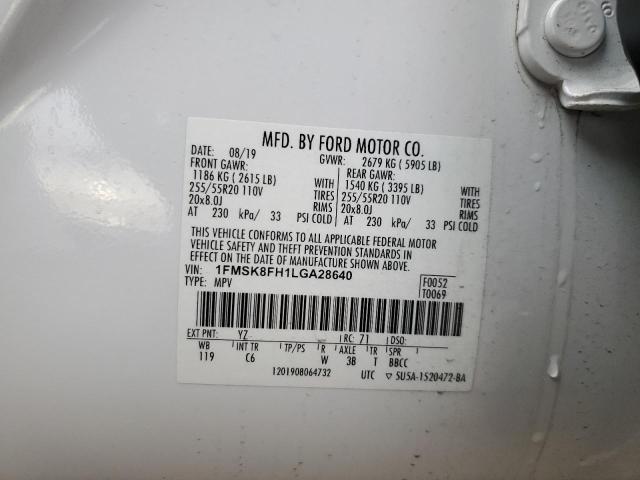 MFD. BY FORD MOTOR CO.
DATE: 08/19 GVWR: 2679 KG ( 5905 LB)
FRONT GAWR: REAR GAWR:
1186 KG ( 2615 LB) WITH 1540 KG ( 3395 LB) WITH
255/55R20 110V TIRES 255/55R20 110V TIRES
20x8.0J RIMS 20x8.0J RIMS
AT 230 kPa/ 33 PSI COLD AT 230 kPa/ 33 PSI COLD
THIS VEHICLE CONFORMS TO ALL APPLICABLE FEDERAL MOTOR
VEHICLE SAFETY AND THEFT PREVENTION STANDARDS IN
EFFECT ON THE DATE OF MANUFACTURE SHOWN ABOVE.
VIN: 1FMSK8FH1LGA28640 F0052
TYPE: MPV T0069
EXT PNT: YZ RC: 71 DSO:
WB INT TR TP/PS R AXLE TR SPR
119 C6 W 3B T BBCC
1201908064732 UTC ▽ 5U5A-1520472-BA